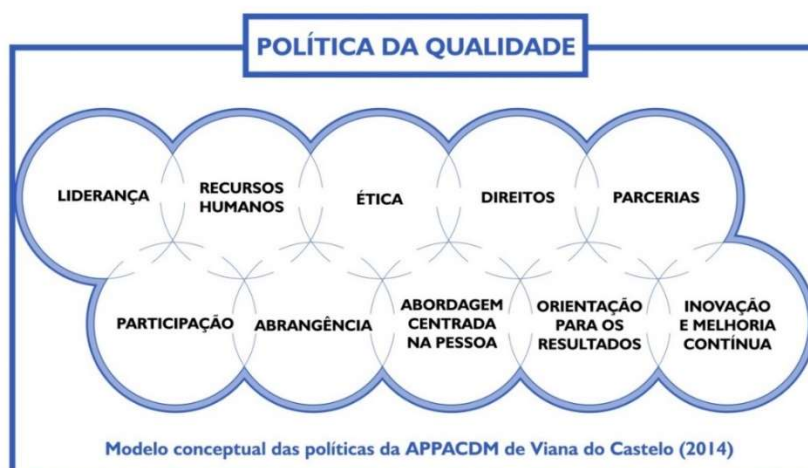 POLÍTICA DA QUALIDADE
LIDERANÇA
RECURSOS
HUMANOS
ÉTICA
DIREITOS
PARCERIAS
PARTICIPAÇÃO
ABRANGÊNCIA
ABORDAGEM
CENTRADA
NA PESSOA
ORIENTAÇÃO
PARA OS
RESULTADOS
INOVAÇÃO
E MELHORIA
CONTÍNUA
Modelo conceptual das políticas da APPACDM de Viana do Castelo (2014)